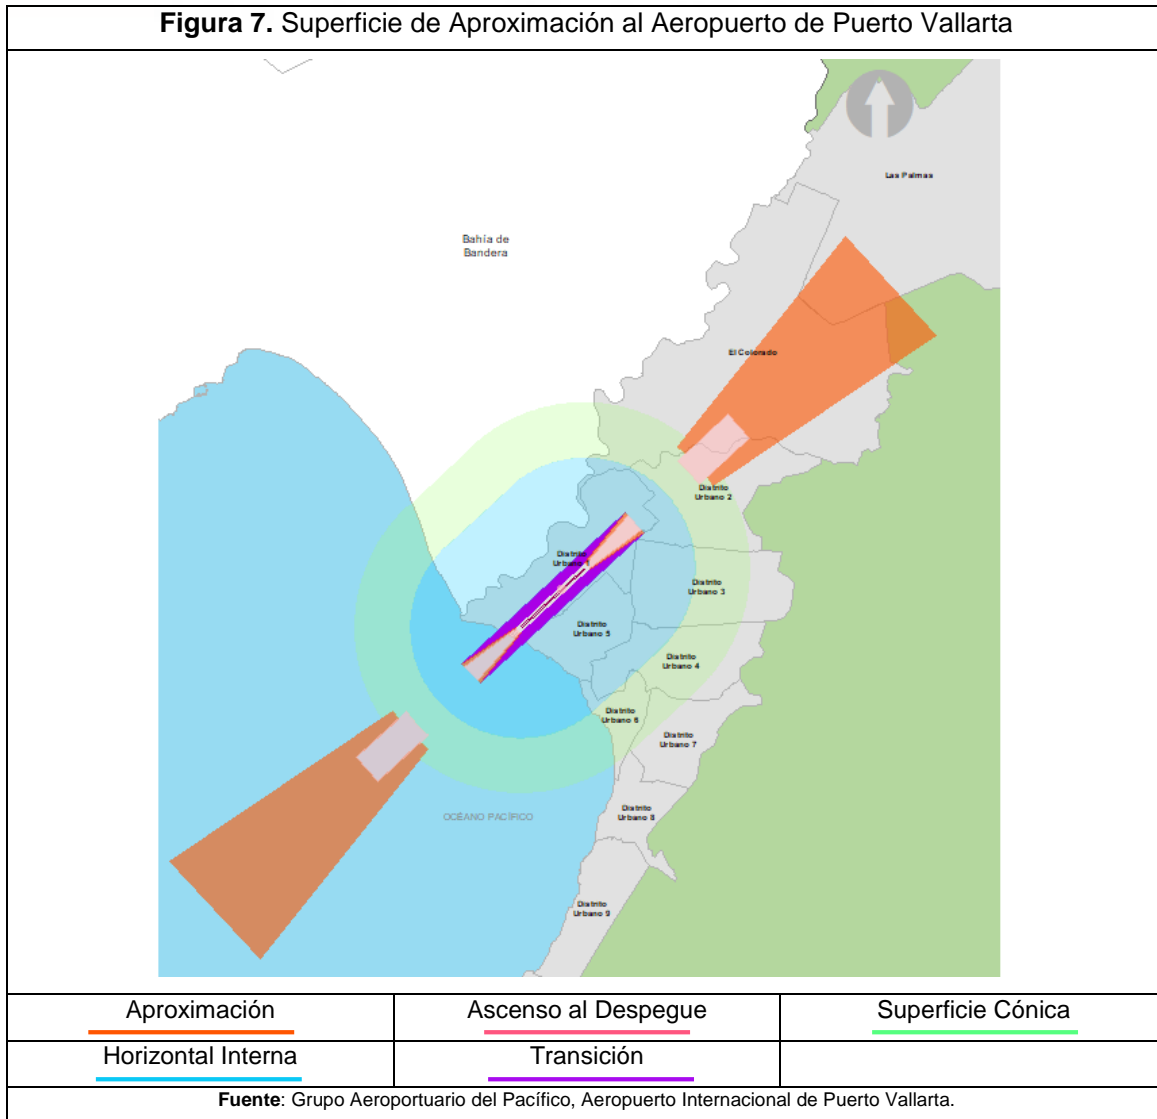 Figura 7. Superficie de Aproximación al Aeropuerto de Puerto Vallarta
Las Palmas
Bahía de
Bandera
El Colorado
Distrito
Urbano 2
Distrito
Urbano 1
Distrito
Urbano 3
Distrito
Urbano 5
Distrito
Urbano 4
Distrito
Urbano 6
Distrito
Urbano 7
OCÉANO PACÍFICO
Distrito
Urbano 8
Distrito
Urbano 9
Aproximación
Ascenso al Despegue
Superficie Cónica
Horizontal Interna
Transición
Fuente: Grupo Aeroportuario del Pacífico, Aeropuerto Internacional de Puerto Vallarta.